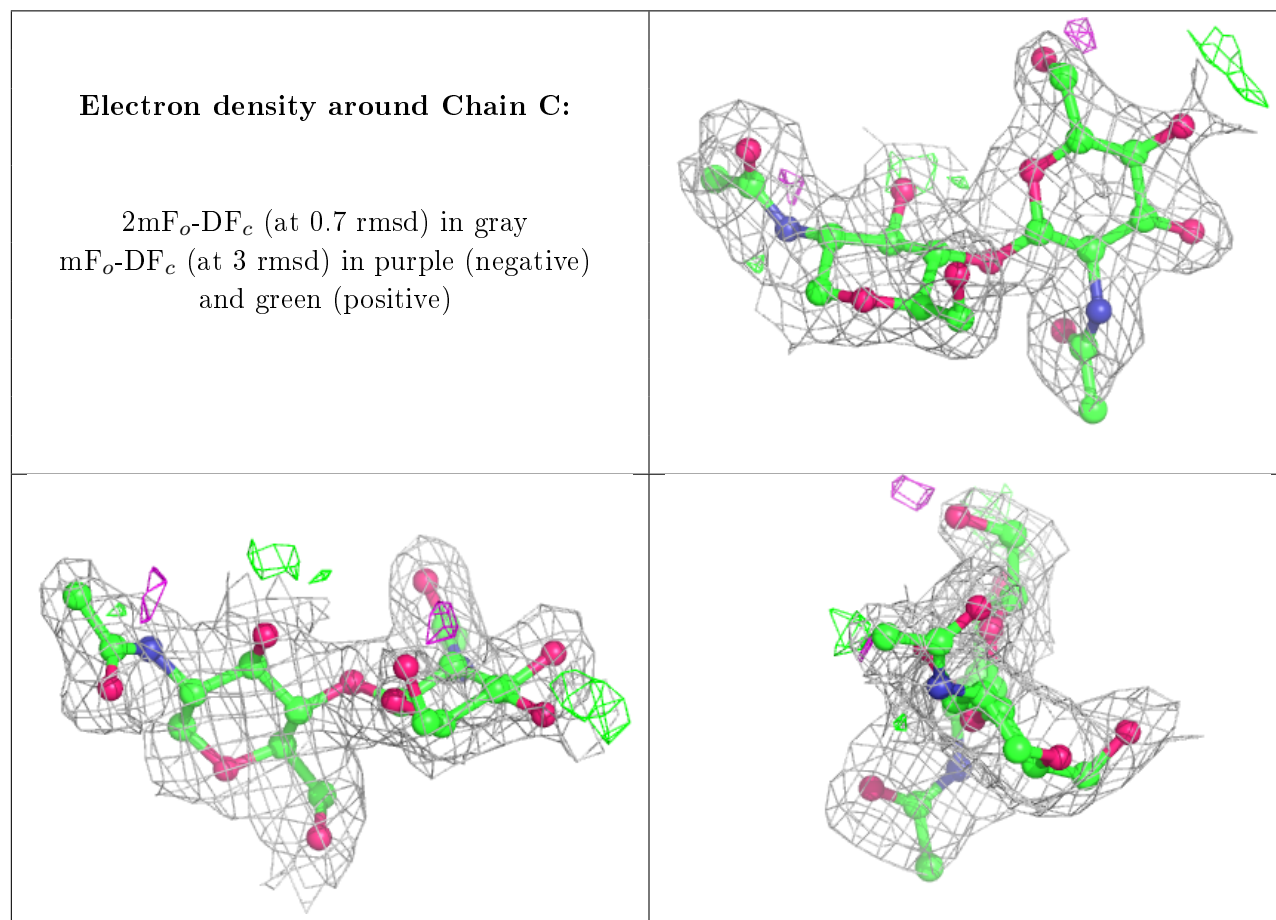 Electron density around Chain C:
2mFo-DFc (at 0.7 rmsd) in gray
mFo-DFc (at 3 rmsd) in purple (negative)
and green (positive)